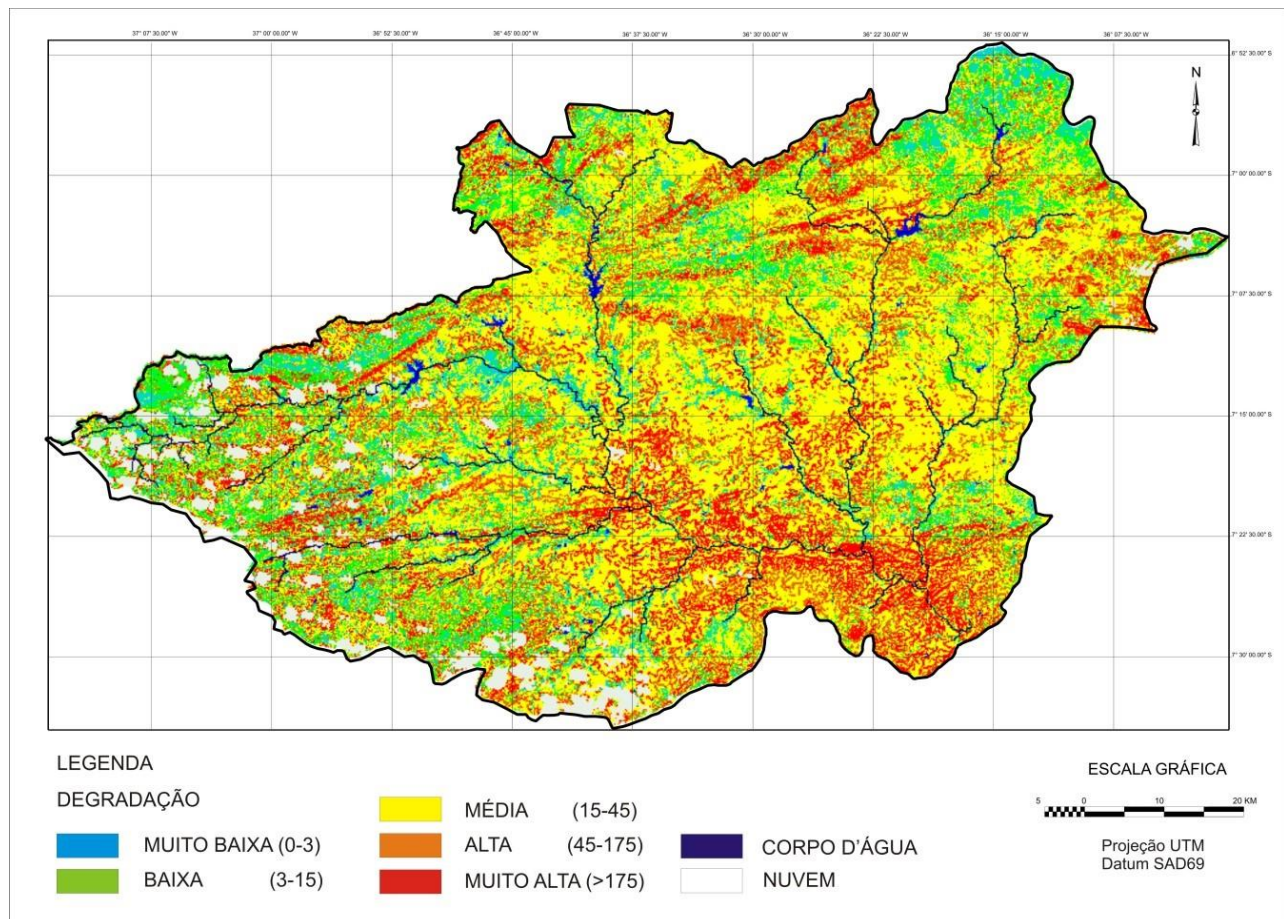 37° 07' 30.00" W
37° 00' 00.00" W
36° 52' 30.00" W
36° 45' 00.00" W
36° 37' 30.00" W
36° 30' 00.00" W
36° 22' 30.00" W
36° 15' 00.00" W
36° 07' 30.00" W
6° 52' 30.00" S
N
7° 00' 00.00" S
7° 07' 30.00" S
7° 15' 00.00" S
7° 22' 30.00" S
7° 30' 00.00" S
LEGENDA
DEGRADAÇÃO
MUITO BAIXA (0-3)
BAIXA (3-15)
MÉDIA (15-45)
ALTA (45-175)
MUITO ALTA (>175)
CORPO D'ÁGUA
NUVEM
ESCALA GRÁFICA
5 0 10 20 KM
Projeção UTM
Datum SAD69